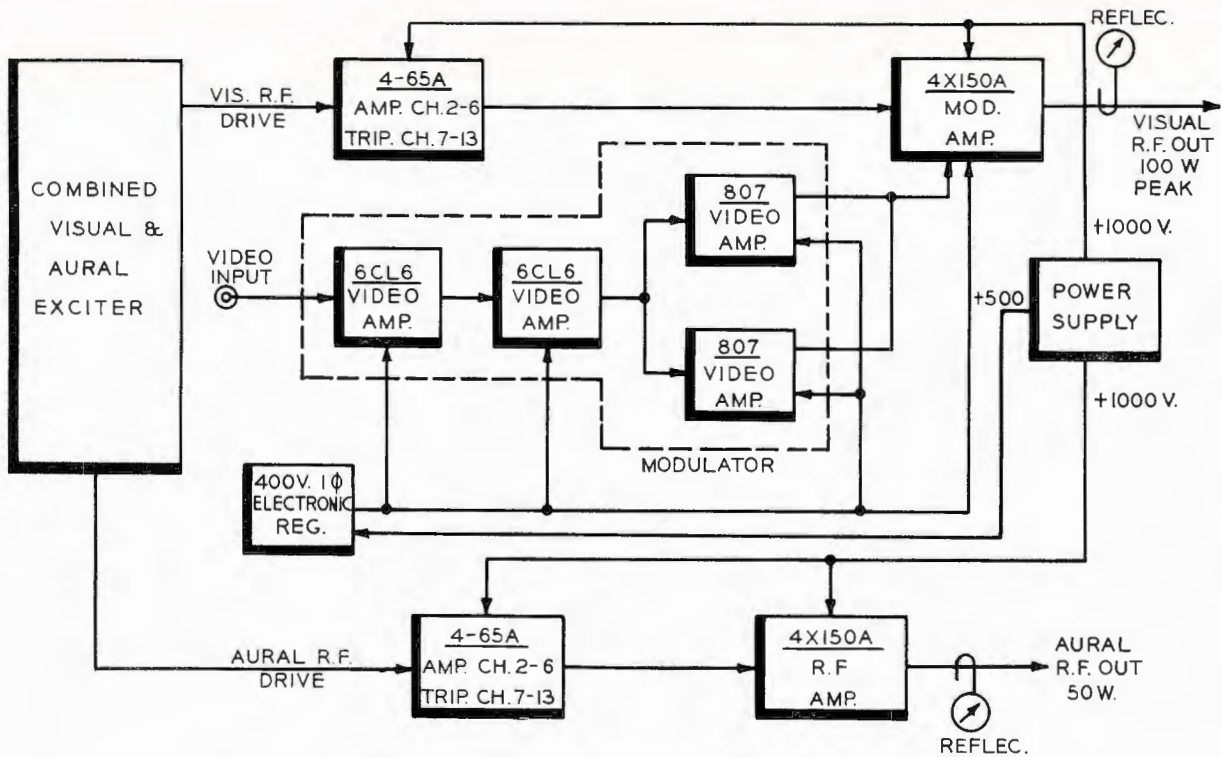 REFLEC.
4-65A
AMP. CH. 2-6
TRIP. CH. 7-13
4X150A
MOD.
AMP.
VIS. R.F.
DRIVE
VISUAL
R.F. OUT
100 W
PEAK
COMBINED
VISUAL &
AURAL
EXCITER
VIDEO
INPUT
6CL6
VIDEO
AMP.
6CL6
VIDEO
AMP.
807
VIDEO
AMP.
807
VIDEO
AMP.
MODULATOR
+1000 V.
+500
POWER
SUPPLY
+1000 V.
400V. 1Φ
ELECTRONIC
REG.
AURAL R.F.
DRIVE
4-65A
AMP. CH. 2-6
TRIP. CH. 7-13
4X150A
R.F
AMP.
AURAL
R.F. OUT
50 W.
REFLEC.